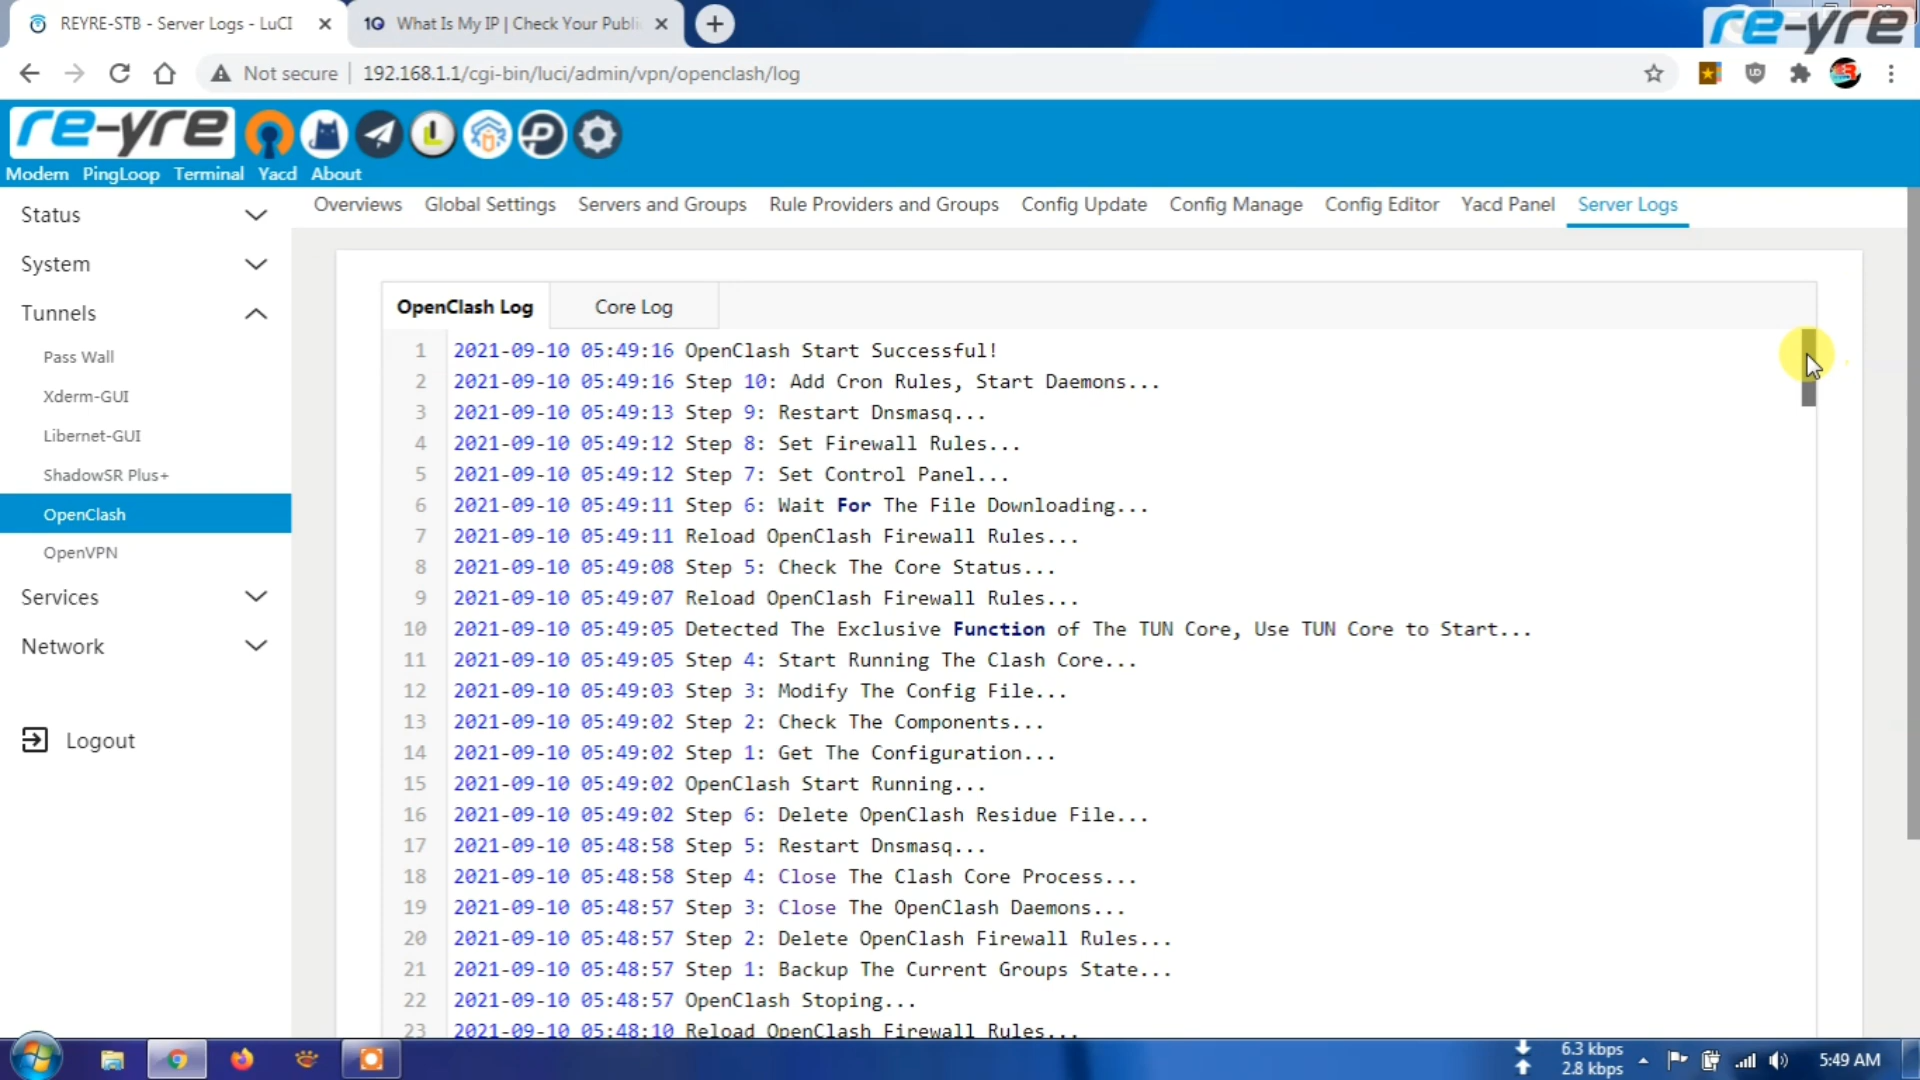 REYRE-STB - Server Logs - LuCI
1Q What Is My IP | Check Your Publi
re-yre
Not secure
192.168.1.1/cgi-bin/luci/admin/vpn/openclash/log
re-yre
Modem PingLoop Terminal Yacd About
Status
System
Tunnels
Pass Wall
Xderm-GUI
Libernet-GUI
ShadowSR Plus+
OpenClash
OpenVPN
Services
Network
Logout
Overviews Global Settings Servers and Groups Rule Providers and Groups Config Update Config Manage Config Editor Yacd Panel Server Logs
OpenClash Log Core Log
1 2021-09-10 05:49:16 OpenClash Start Successful!
2 2021-09-10 05:49:16 Step 10: Add Cron Rules, Start Daemons...
3 2021-09-10 05:49:13 Step 9: Restart Dnsmasq...
4 2021-09-10 05:49:12 Step 8: Set Firewall Rules...
5 2021-09-10 05:49:12 Step 7: Set Control Panel...
6 2021-09-10 05:49:11 Step 6: Wait For The File Downloading...
7 2021-09-10 05:49:11 Reload OpenClash Firewall Rules...
8 2021-09-10 05:49:08 Step 5: Check The Core Status...
9 2021-09-10 05:49:07 Reload OpenClash Firewall Rules...
10 2021-09-10 05:49:05 Detected The Exclusive Function of The TUN Core, Use TUN Core to Start...
11 2021-09-10 05:49:05 Step 4: Start Running The Clash Core...
12 2021-09-10 05:49:03 Step 3: Modify The Config File...
13 2021-09-10 05:49:02 Step 2: Check The Components...
14 2021-09-10 05:49:02 Step 1: Get The Configuration...
15 2021-09-10 05:49:02 OpenClash Start Running...
16 2021-09-10 05:49:02 Step 6: Delete OpenClash Residue File...
17 2021-09-10 05:48:58 Step 5: Restart Dnsmasq...
18 2021-09-10 05:48:58 Step 4: Close The Clash Core Process...
19 2021-09-10 05:48:57 Step 3: Close The OpenClash Daemons...
20 2021-09-10 05:48:57 Step 2: Delete OpenClash Firewall Rules...
21 2021-09-10 05:48:57 Step 1: Backup The Current Groups State...
22 2021-09-10 05:48:57 OpenClash Stoping...
23 2021-09-10 05:48:10 Reload OpenClash Firewall Rules...
6.3 kbps
2.8 kbps
5:49 AM